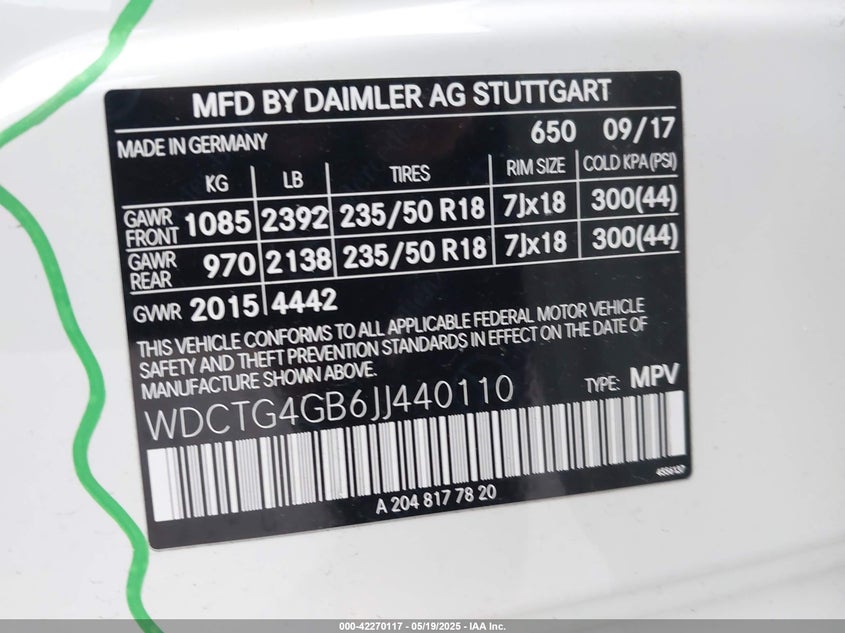 MFD BY DAIMLER AG STUTTGART
MADE IN GERMANY 650 09/17
KG LB TIRES RIM SIZE COLD KPA(PSI)
GAWR FRONT 1085 2392 235/50 R18 7Jx18 300(44)
GAWR REAR 970 2138 235/50 R18 7Jx18 300(44)
GVWR 2015 4442
THIS VEHICLE CONFORMS TO ALL APPLICABLE FEDERAL MOTOR VEHICLE
SAFETY AND THEFT PREVENTION STANDARDS IN EFFECT ON THE DATE OF
MANUFACTURE SHOWN ABOVE.
TYPE: MPV
WDCTG4GB6JJ440110
A 204 817 78 20
000-42270117 - 05/19/2025 - IAA Inc.